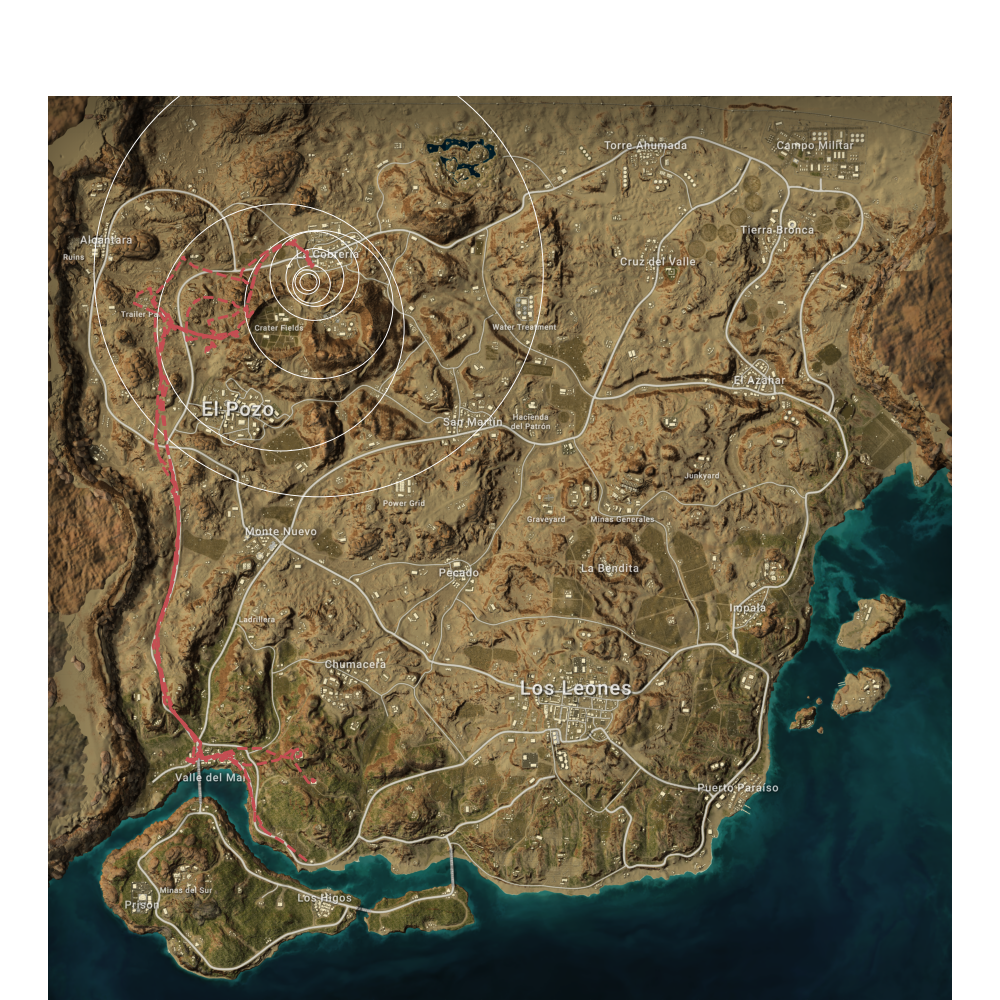 Torre Ahumada
Campo Militar
Alcantara
Ruins
La Cobreria
Tierra Bronca
Cruz del Valle
Trailer Pa
Crater Fields
Water Treatment
El Azahar
El Pozo
San Martin
Hacienda
del Patrón
Junkyard
Power Grid
Graveyard
Minas Generales
Monte Nuevo
Pecado
La Bendita
Ladrillera
Impala
Chumacera
Los Leones
Valle del Mar
Puerto Paraiso
Minas del Sur
Prison
Los Higos